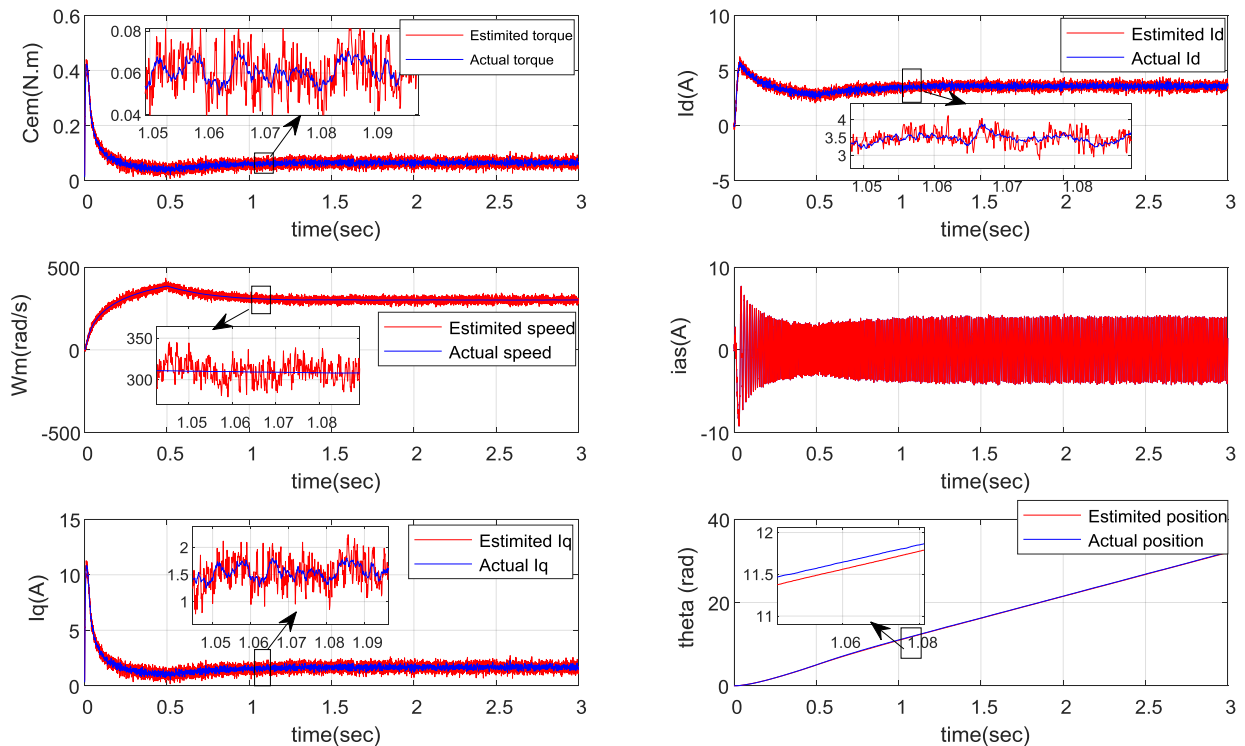 Cem(N.m)
0.6
0.4
0.2
0
0.08
0.06
0.04
1.05 1.06 1.07 1.08 1.09
Estimited torque
Actual torque
0 0.5 1 1.5 2 2.5 3
time(sec)
Id(A)
10
5
0
-5
Estimited Id
Actual Id
4
3.5
3
1.05 1.06 1.07 1.08
0 0.5 1 1.5 2 2.5 3
time(sec)
Wm(rad/s)
500
0
-500
350
300
1.05 1.06 1.07 1.08
Estimited speed
Actual speed
0 0.5 1 1.5 2 2.5 3
time(sec)
ias(A)
10
0
-10
0 0.5 1 1.5 2 2.5 3
time(sec)
Iq(A)
15
10
5
0
2
1
1.05 1.06 1.07 1.08 1.09
Estimited Iq
Actual Iq
0 0.5 1 1.5 2 2.5 3
time(sec)
theta (rad)
40
20
0
12
11.5
11
1.06 1.08
Estimited position
Actual position
0 0.5 1 1.5 2 2.5 3
time(sec)